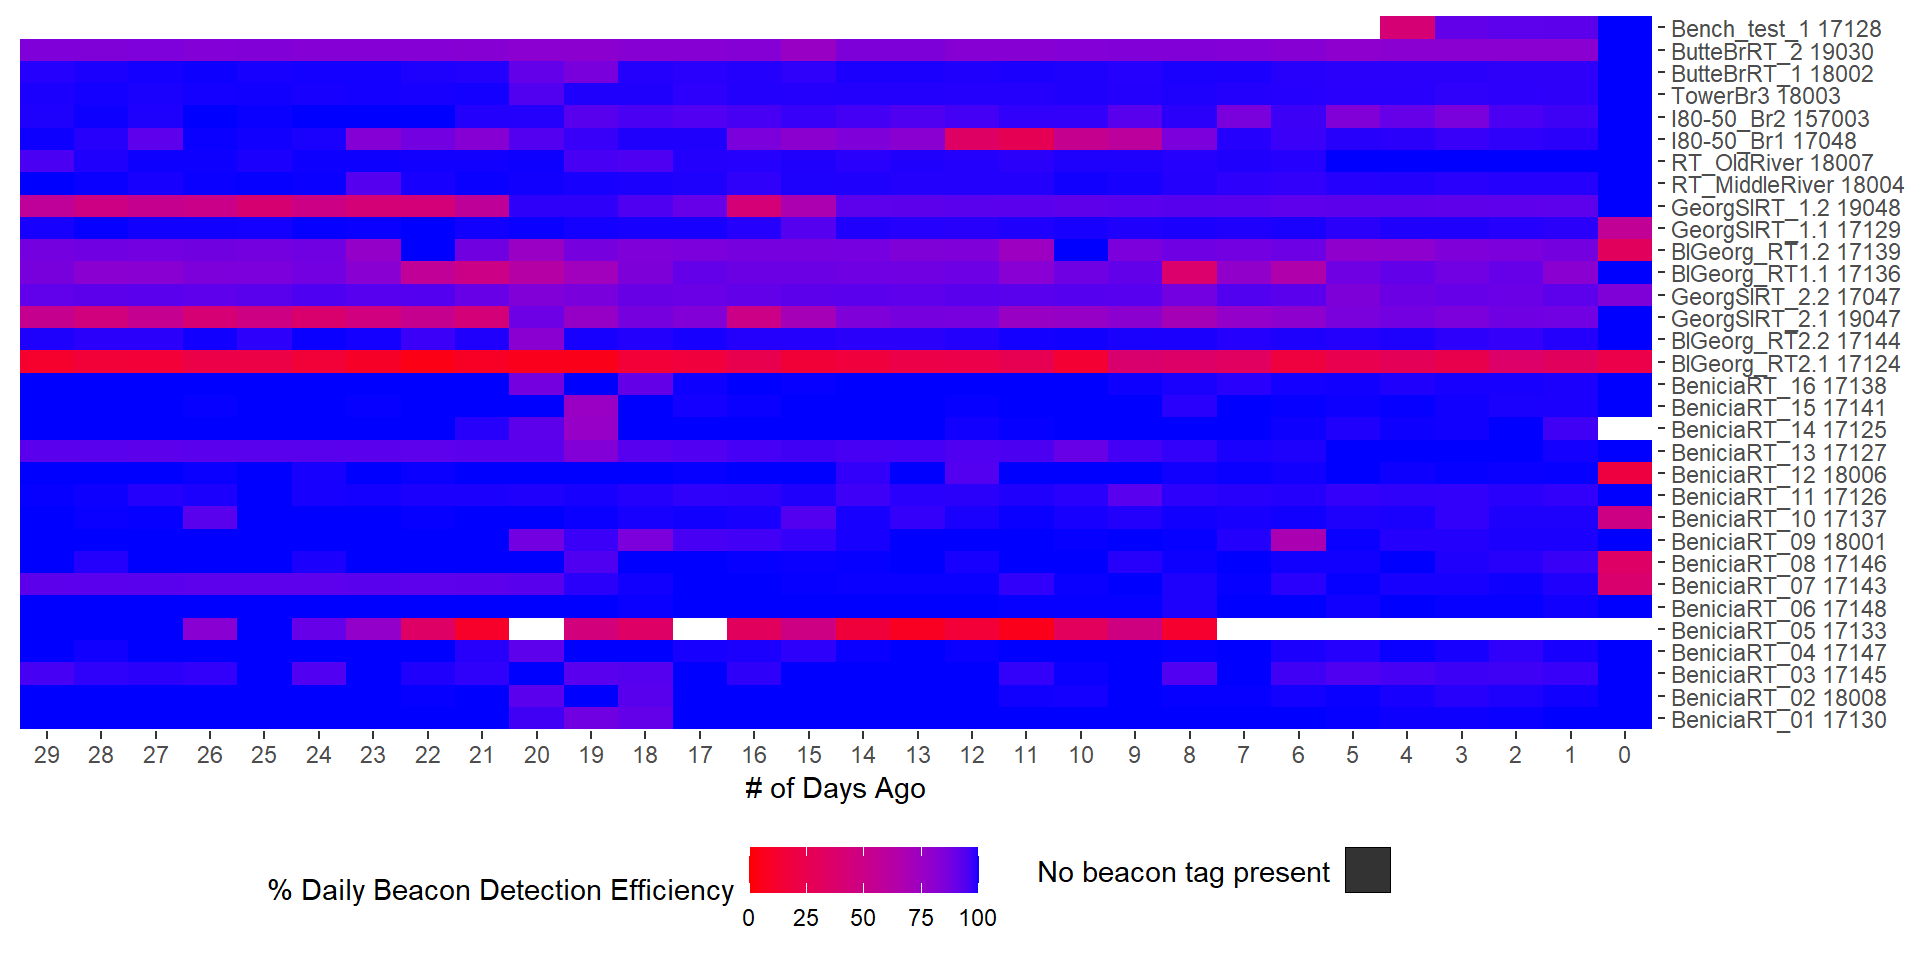 Bench_test_1 17128
ButteBrRT_2 19030
ButteBrRT_1 18002
TowerBr3 18003
I80-50_Br2 157003
I80-50_Br1 17048
RT_OldRiver 18007
RT_MiddleRiver 18004
GeorgSlRT_1.2 19048
GeorgSlRT_1.1 17129
BlGeorg_RT1.2 17139
BlGeorg_RT1.1 17136
GeorgSlRT_2.2 17047
GeorgSlRT_2.1 19047
BlGeorg_RT2.2 17144
BlGeorg_RT2.1 17124
BeniciaRT_16 17138
BeniciaRT_15 17141
BeniciaRT_14 17125
BeniciaRT_13 17127
BeniciaRT_12 18006
BeniciaRT_11 17126
BeniciaRT_10 17137
BeniciaRT_09 18001
BeniciaRT_08 17146
BeniciaRT_07 17143
BeniciaRT_06 17148
BeniciaRT_05 17133
BeniciaRT_04 17147
BeniciaRT_03 17145
BeniciaRT_02 18008
BeniciaRT_01 17130
29 28 27 26 25 24 23 22 21 20 19 18 17 16 15 14 13 12 11 10 9 8 7 6 5 4 3 2 1 0
# of Days Ago
% Daily Beacon Detection Efficiency
0 25 50 75 100
No beacon tag present